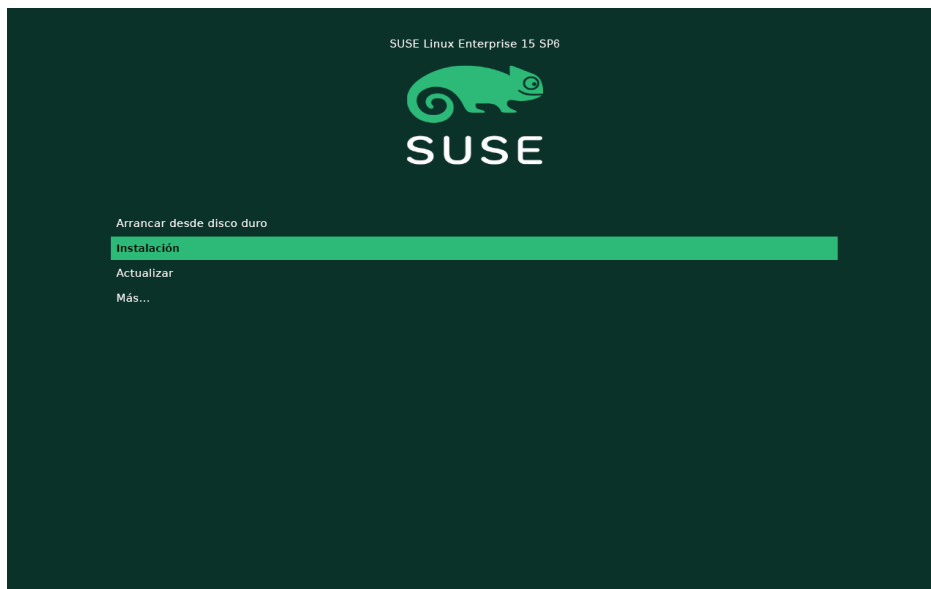 SUSE Linux Enterprise 15 SP6
SUSE
Arrancar desde disco duro
Instalación
Actualizar
Más...